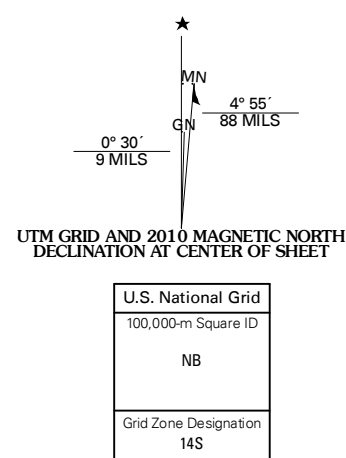 MN
4° 55´
88 MILS
GN
0° 30´
9 MILS
UTM GRID AND 2010 MAGNETIC NORTH
DECLINATION AT CENTER OF SHEET
U.S. National Grid
100,000-m Square ID
NB
Grid Zone Designation
14S